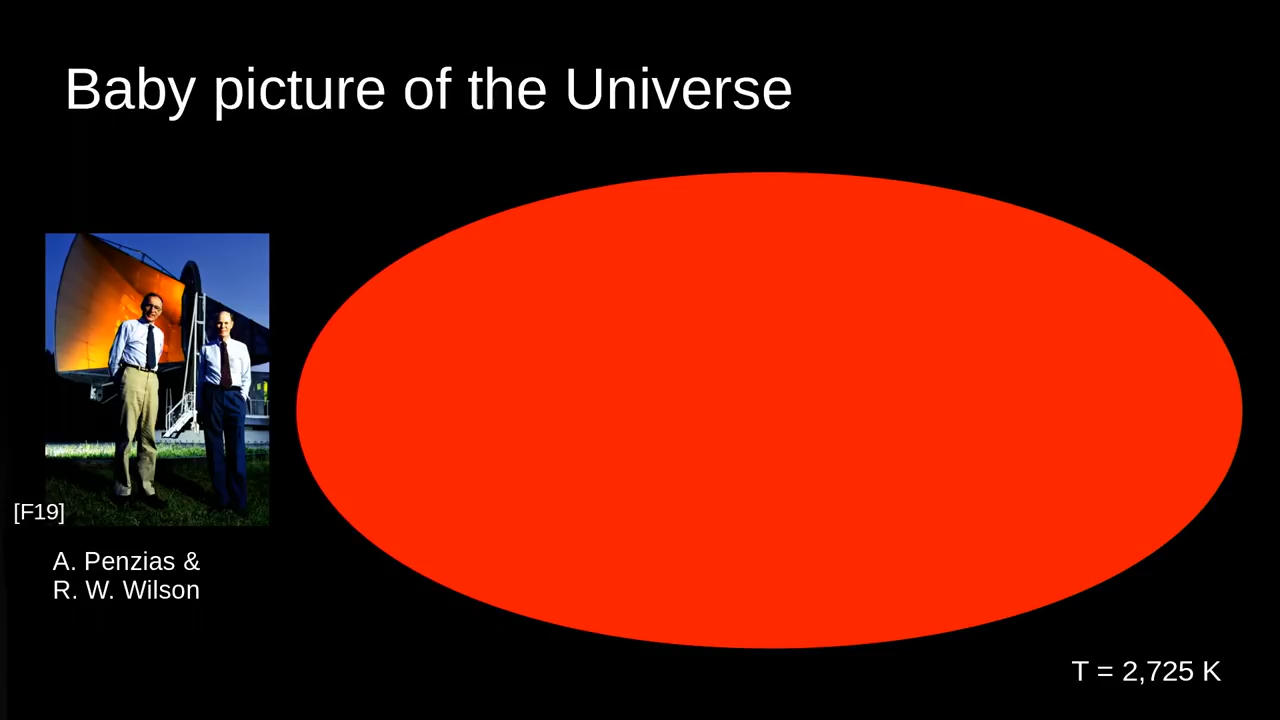 Baby picture of the Universe
[F19]
A. Penzias &
R. W. Wilson
T = 2,725 K